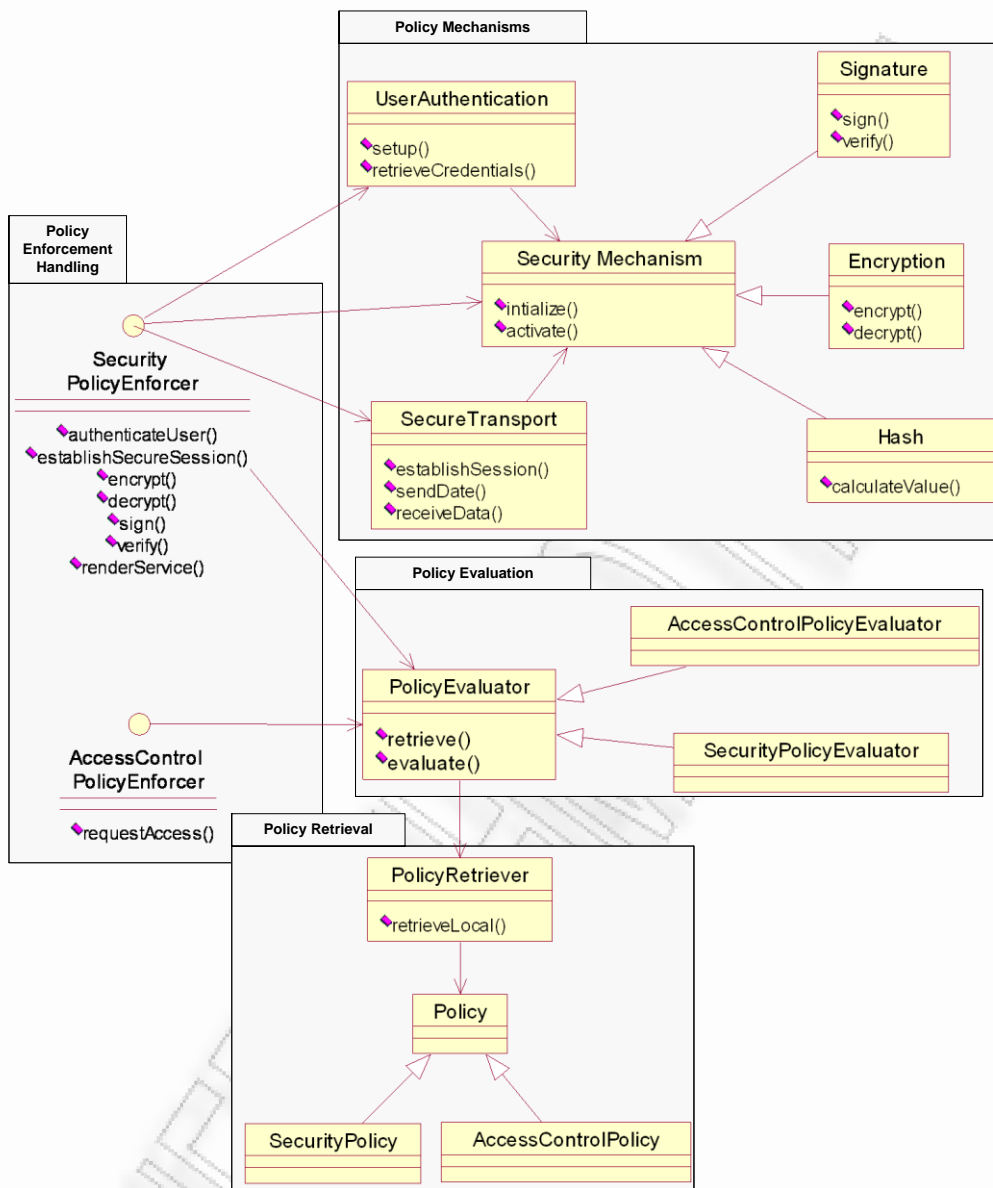 Policy Mechanisms
UserAuthentication
setup()
retrieveCredentials()
Signature
sign()
verify()
Security Mechanism
intialize()
activate()
Encryption
encrypt()
decrypt()
SecureTransport
establishSession()
sendDate()
receiveData()
Hash
calculateValue()
Policy
Enforcement
Handling
Security
PolicyEnforcer
authenticateUser()
establishSecureSession()
encrypt()
decrypt()
sign()
verify()
renderService()
AccessControl
PolicyEnforcer
requestAccess()
Policy Evaluation
AccessControlPolicyEvaluator
PolicyEvaluator
retrieve()
evaluate()
SecurityPolicyEvaluator
Policy Retrieval
PolicyRetriever
retrieveLocal()
Policy
SecurityPolicy
AccessControlPolicy